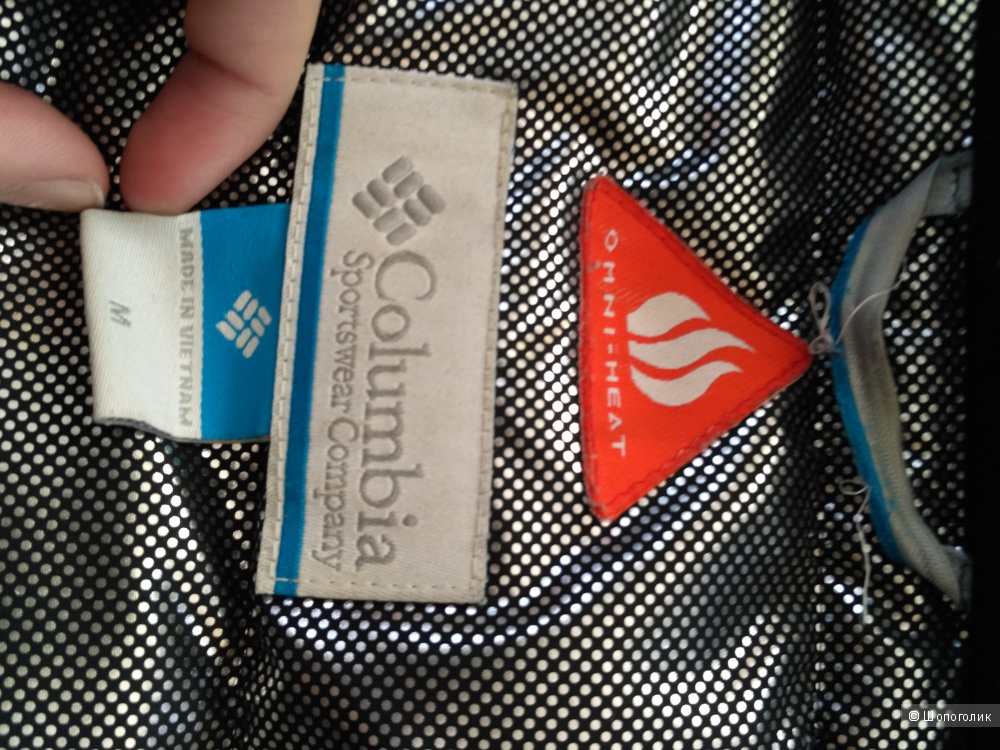 Columbia
Sportswear Company
MADE IN VIETNAM
M
OMNI-HEAT
© Шопоголик